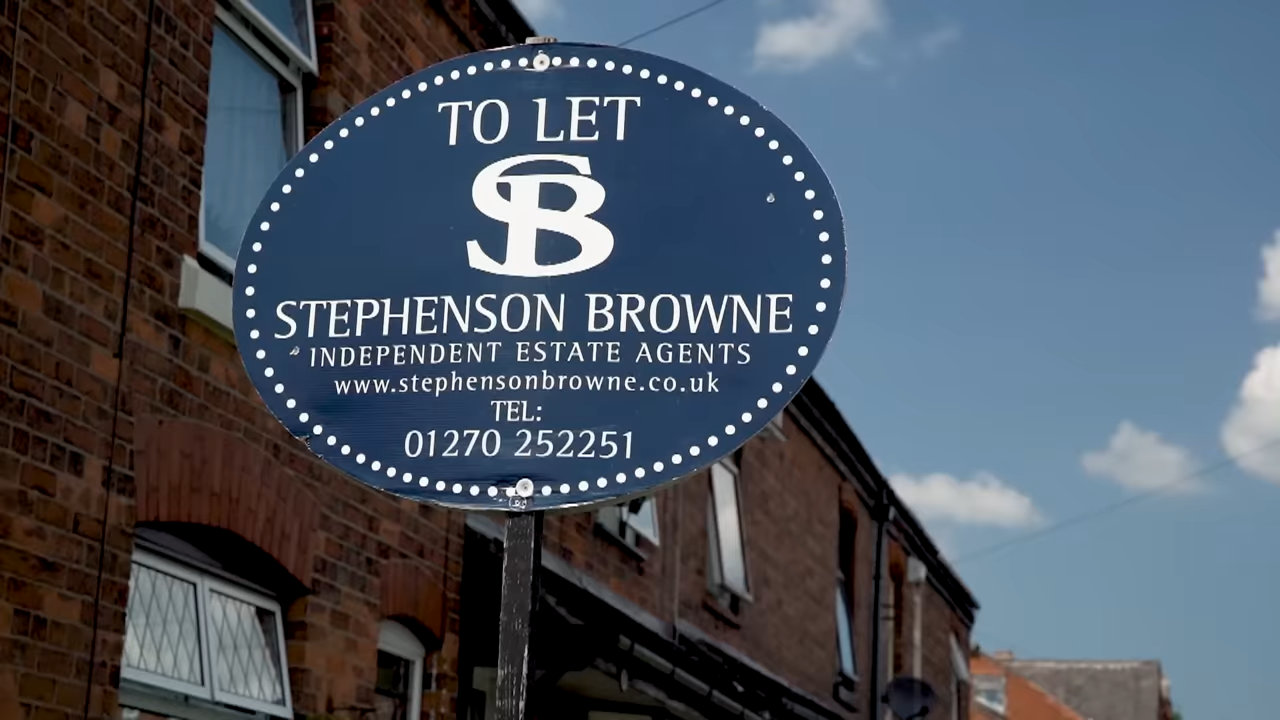 TO LET
SB
STEPHENSON BROWNE
INDEPENDENT ESTATE AGENTS
www.stephensonbrowne.co.uk
TEL:
01270 252251